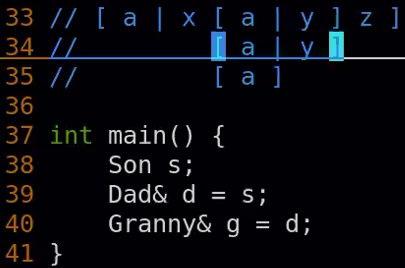 33 // [ a | x [ a | y ] z ]
34 //         [ a | y ]
35 //         [ a ]
36
37 int main() {
38     Son s;
39     Dad& d = s;
40     Granny& g = d;
41 }